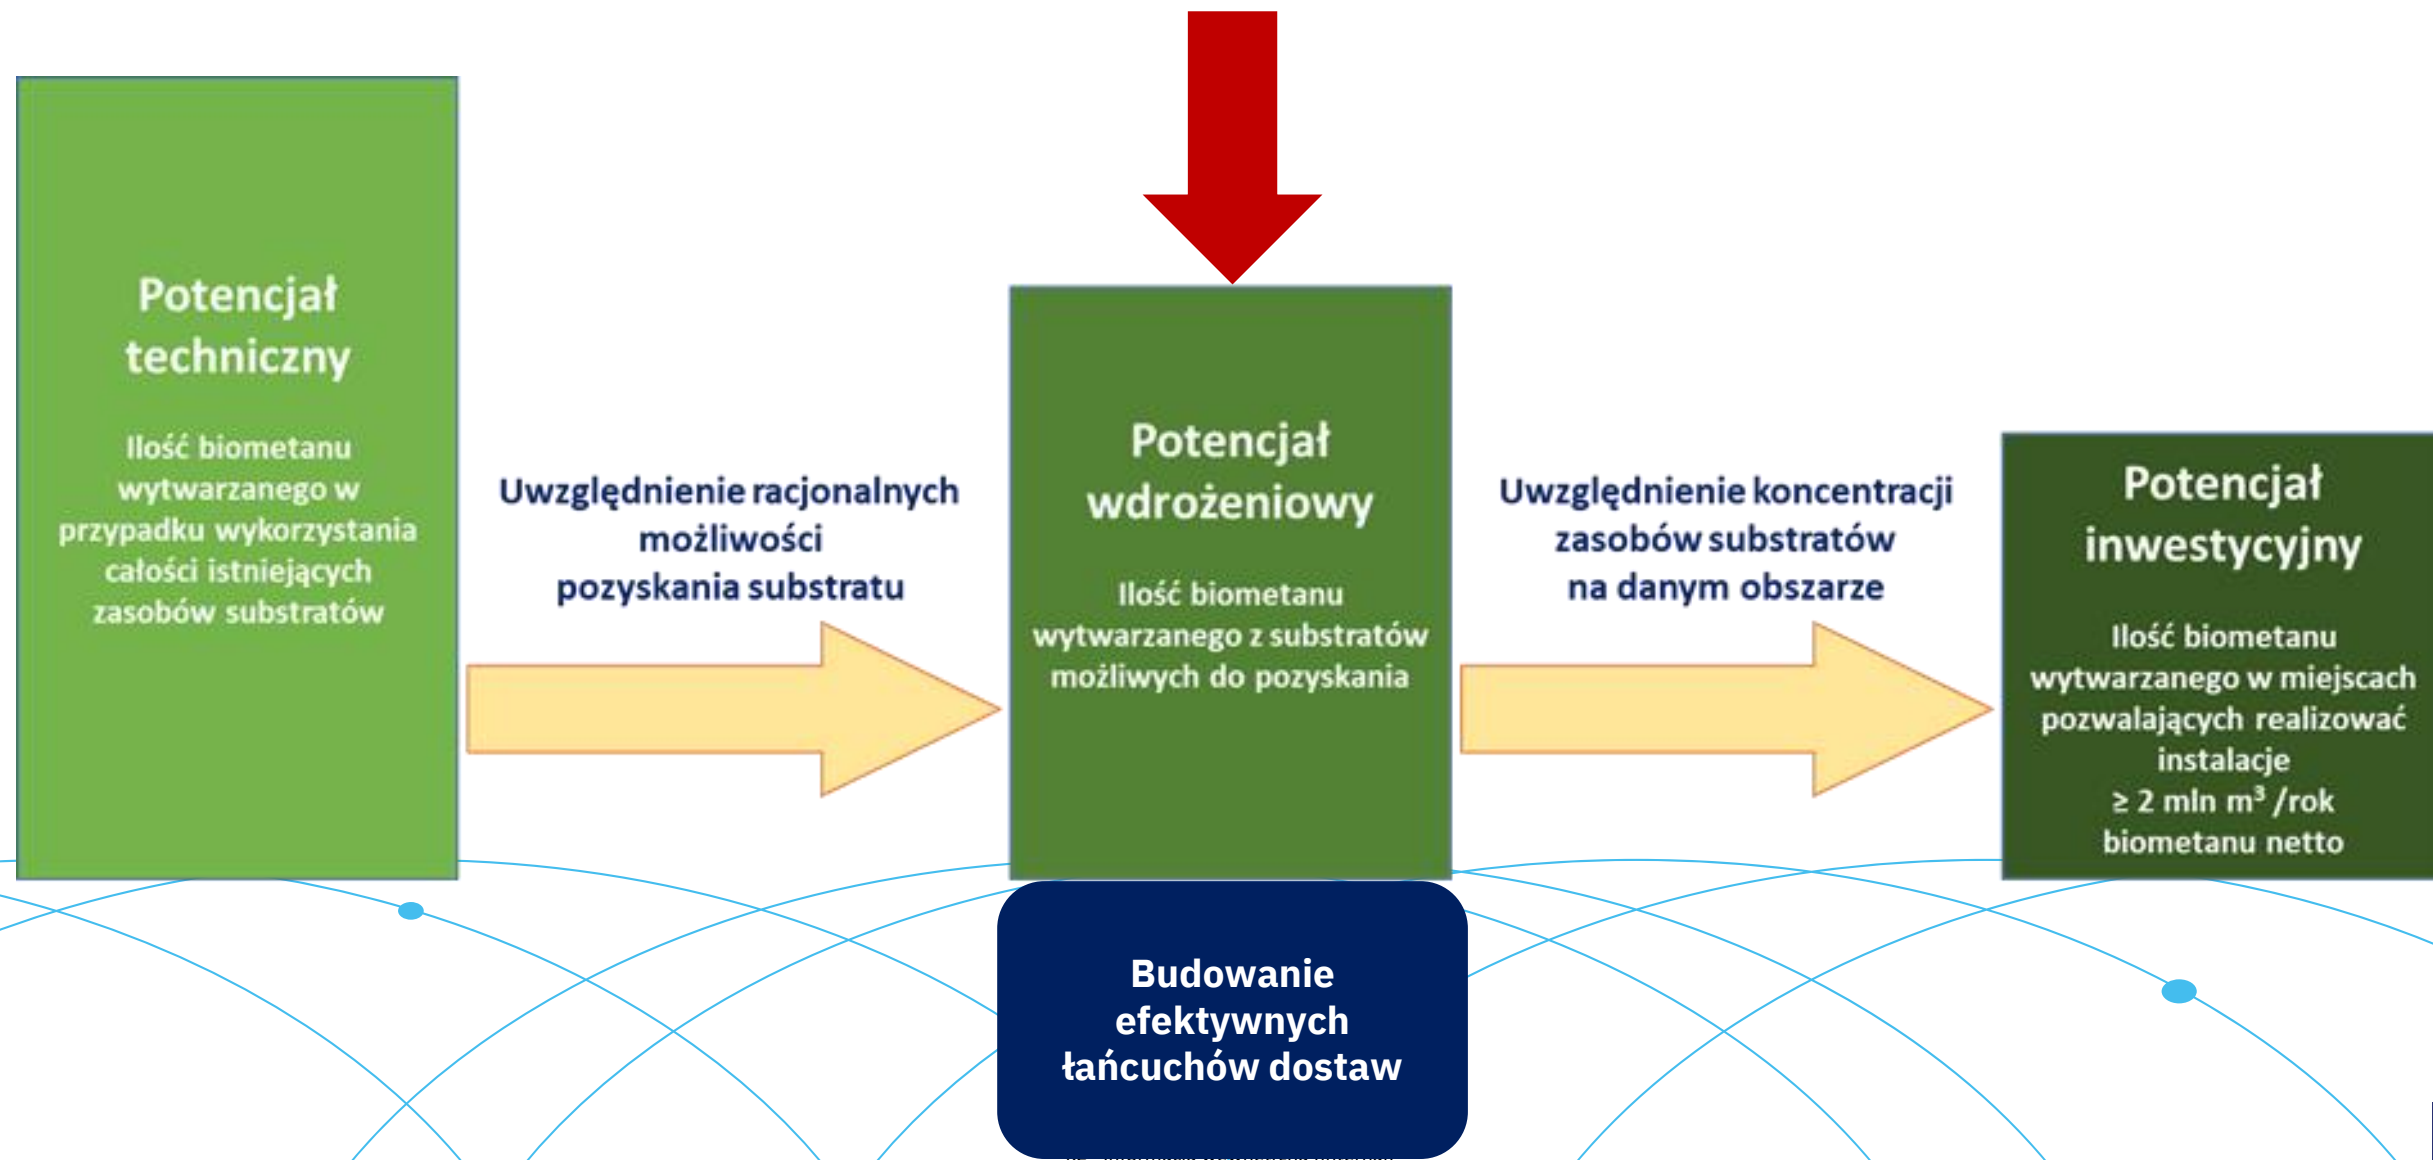 Potencjał
techniczny
Ilość biometanu
wytwarzanego w
przypadku wykorzystania
całości istniejących
zasobów substratów
Uwzględnienie racjonalnych
możliwości
pozyskania substratu
Potencjał
wdrożeniowy
Ilość biometanu
wytwarzanego z substratów
możliwych do pozyskania
Uwzględnienie koncentracji
zasobów substratów
na danym obszarze
Potencjał
inwestycyjny
Ilość biometanu
wytwarzanego w miejscach
pozwalających realizować
instalacje
≥ 2 mln m³ /rok
biometanu netto
Budowanie
efektywnych
łańcuchów dostaw